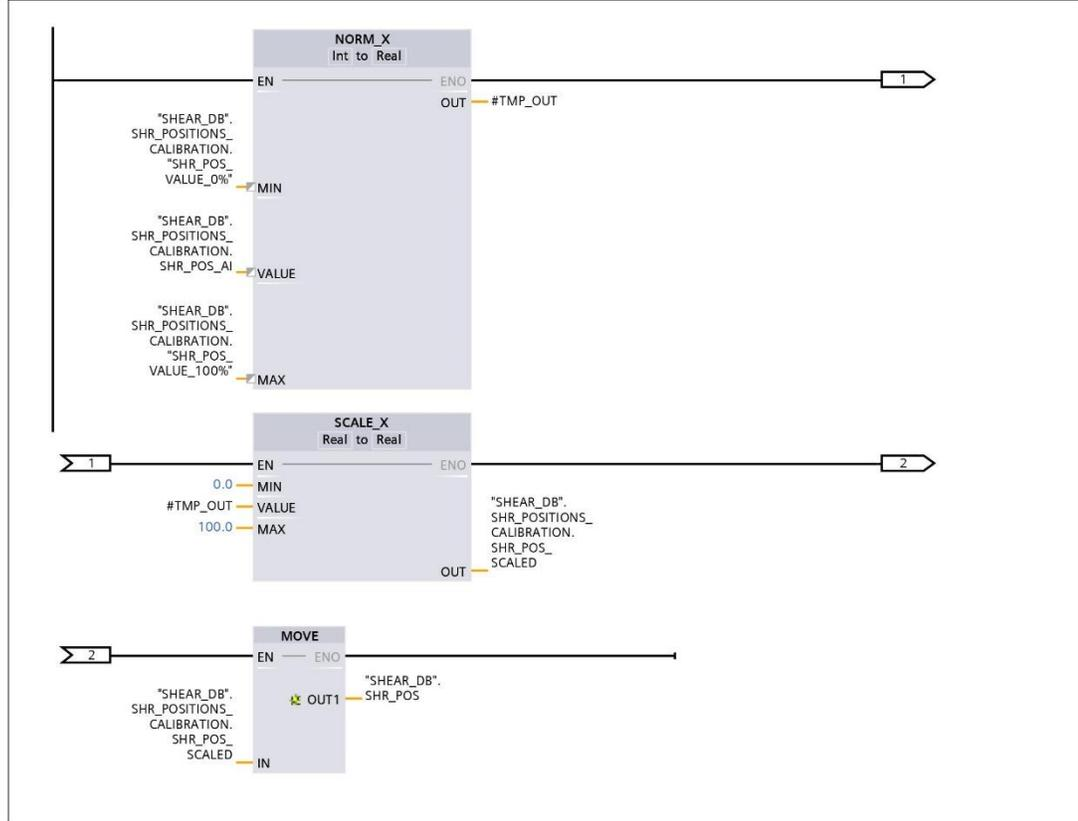 NORM_X
Int to Real
EN
ENO
1
OUT
#TMP_OUT
"SHEAR_DB".
SHR_POSITIONS_
CALIBRATION.
"SHR_POS_
VALUE_0%"
MIN
"SHEAR_DB".
SHR_POSITIONS_
CALIBRATION.
SHR_POS_AI
VALUE
"SHEAR_DB".
SHR_POSITIONS_
CALIBRATION.
"SHR_POS_
VALUE_100%"
MAX
SCALE_X
Real to Real
1
EN
ENO
2
0.0
MIN
#TMP_OUT
VALUE
100.0
MAX
"SHEAR_DB".
SHR_POSITIONS_
CALIBRATION.
SHR_POS_
SCALED
OUT
MOVE
2
EN
ENO
OUT1
"SHEAR_DB".
SHR_POS
"SHEAR_DB".
SHR_POSITIONS_
CALIBRATION.
SHR_POS_
SCALED
IN